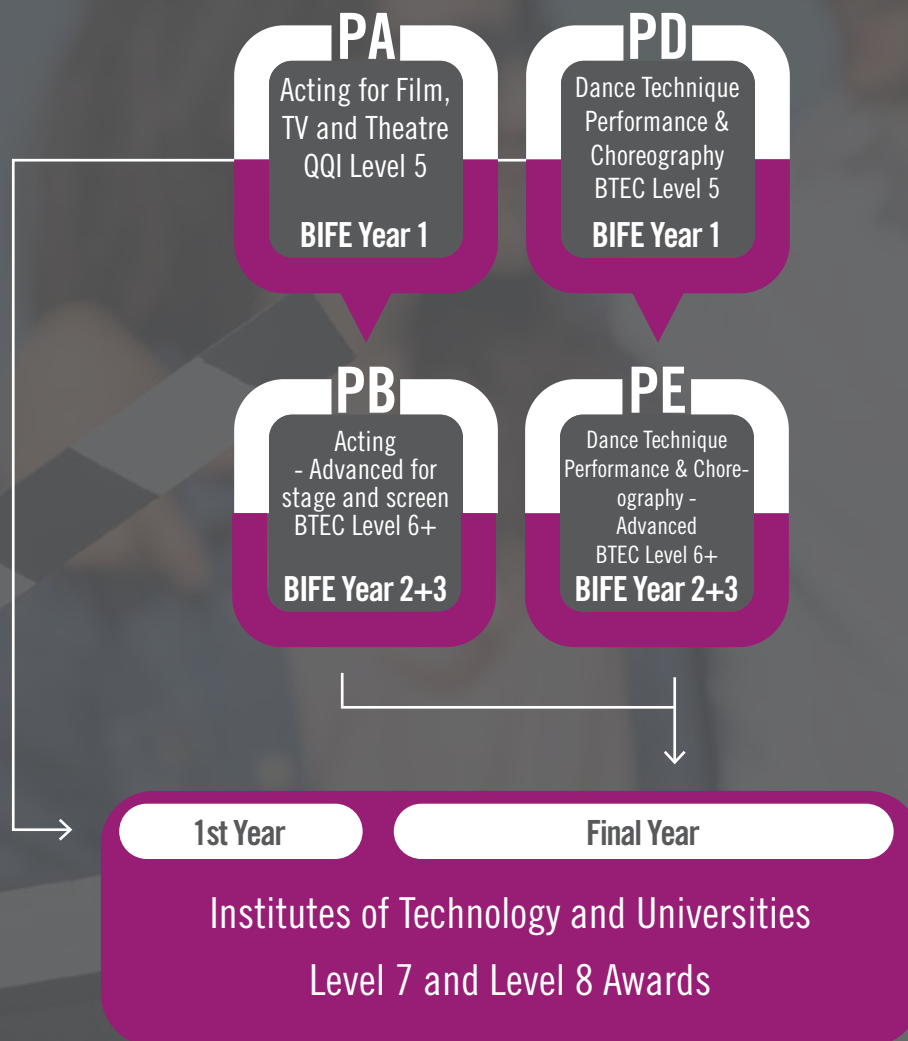 PA
Acting for Film,
TV and Theatre
QQI Level 5
BIFE Year 1
PD
Dance Technique
Performance &
Choreography
BTEC Level 5
BIFE Year 1
PB
Acting
- Advanced for
stage and screen
BTEC Level 6+
BIFE Year 2+3
PE
Dance Technique
Performance & Chore-
ography -
Advanced
BTEC Level 6+
BIFE Year 2+3
1st Year
Final Year
Institutes of Technology and Universities
Level 7 and Level 8 Awards